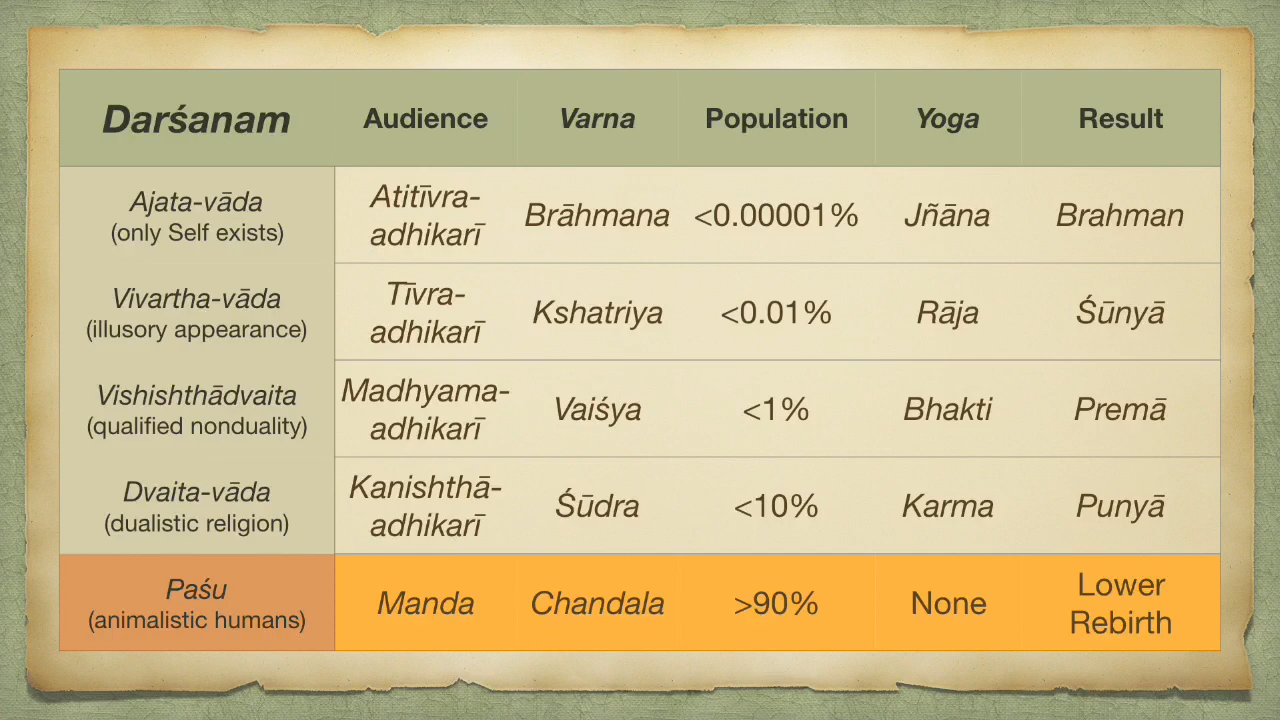 Darśanam Audience Varna Population Yoga Result
Ajata-vāda
(only Self exists)
Atitīvra-
adhikarī
Brāhmana <0.00001% Jñāna Brahman
Vivartha-vāda
(illusory appearance)
Tīvra-
adhikarī
Kshatriya <0.01% Rāja Śūnyā
Vishishthādvaita
(qualified nonduality)
Madhyama-
adhikarī
Vaiśya <1% Bhakti Premā
Dvaita-vāda
(dualistic religion)
Kanishthā-
adhikarī
Śūdra <10% Karma Punyā
Paśu
(animalistic humans)
Manda Chandala >90% None
Lower
Rebirth